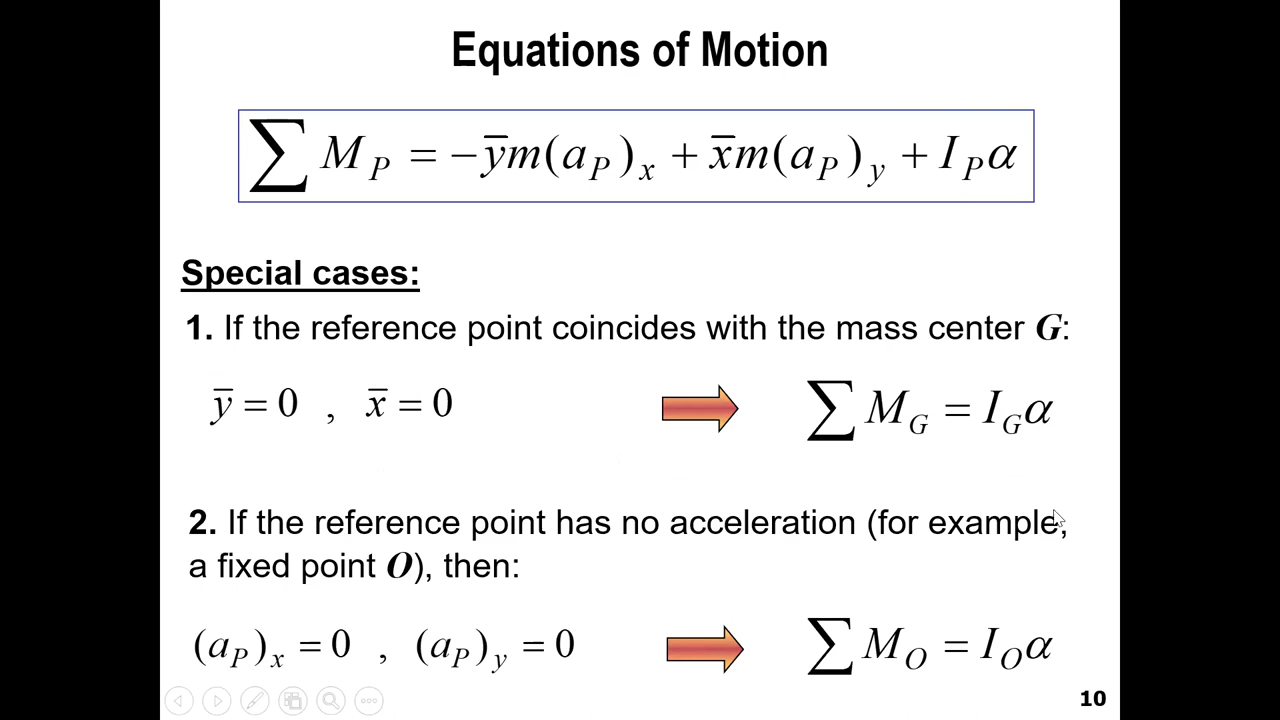 Equations of Motion
∑ M_P = −y̅m(a_P)_x + x̅m(a_P)_y + I_Pα
Special cases:
1. If the reference point coincides with the mass center G:
y̅ = 0 , x̅ = 0 ∑ M_G = I_Gα
2. If the reference point has no acceleration (for example,
a fixed point O), then:
(a_P)_x = 0 , (a_P)_y = 0 ∑ M_O = I_Oα
10